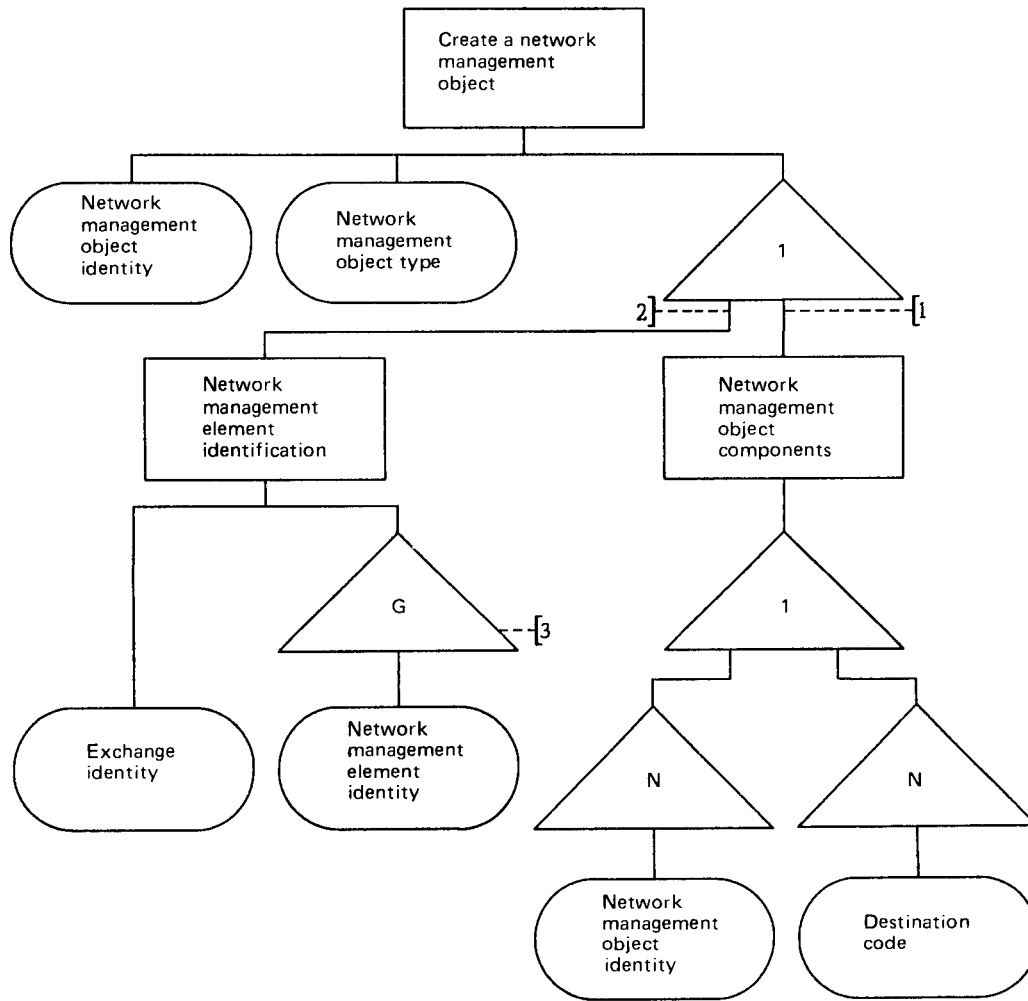 Create a network
management
object
Network
management
object
identity
Network
management
object type
1
2
1
Network
management
element
identification
Network
management
object
components
G
3
1
Exchange
identity
Network
management
element
identity
N
N
Network
management
object
identity
Destination
code